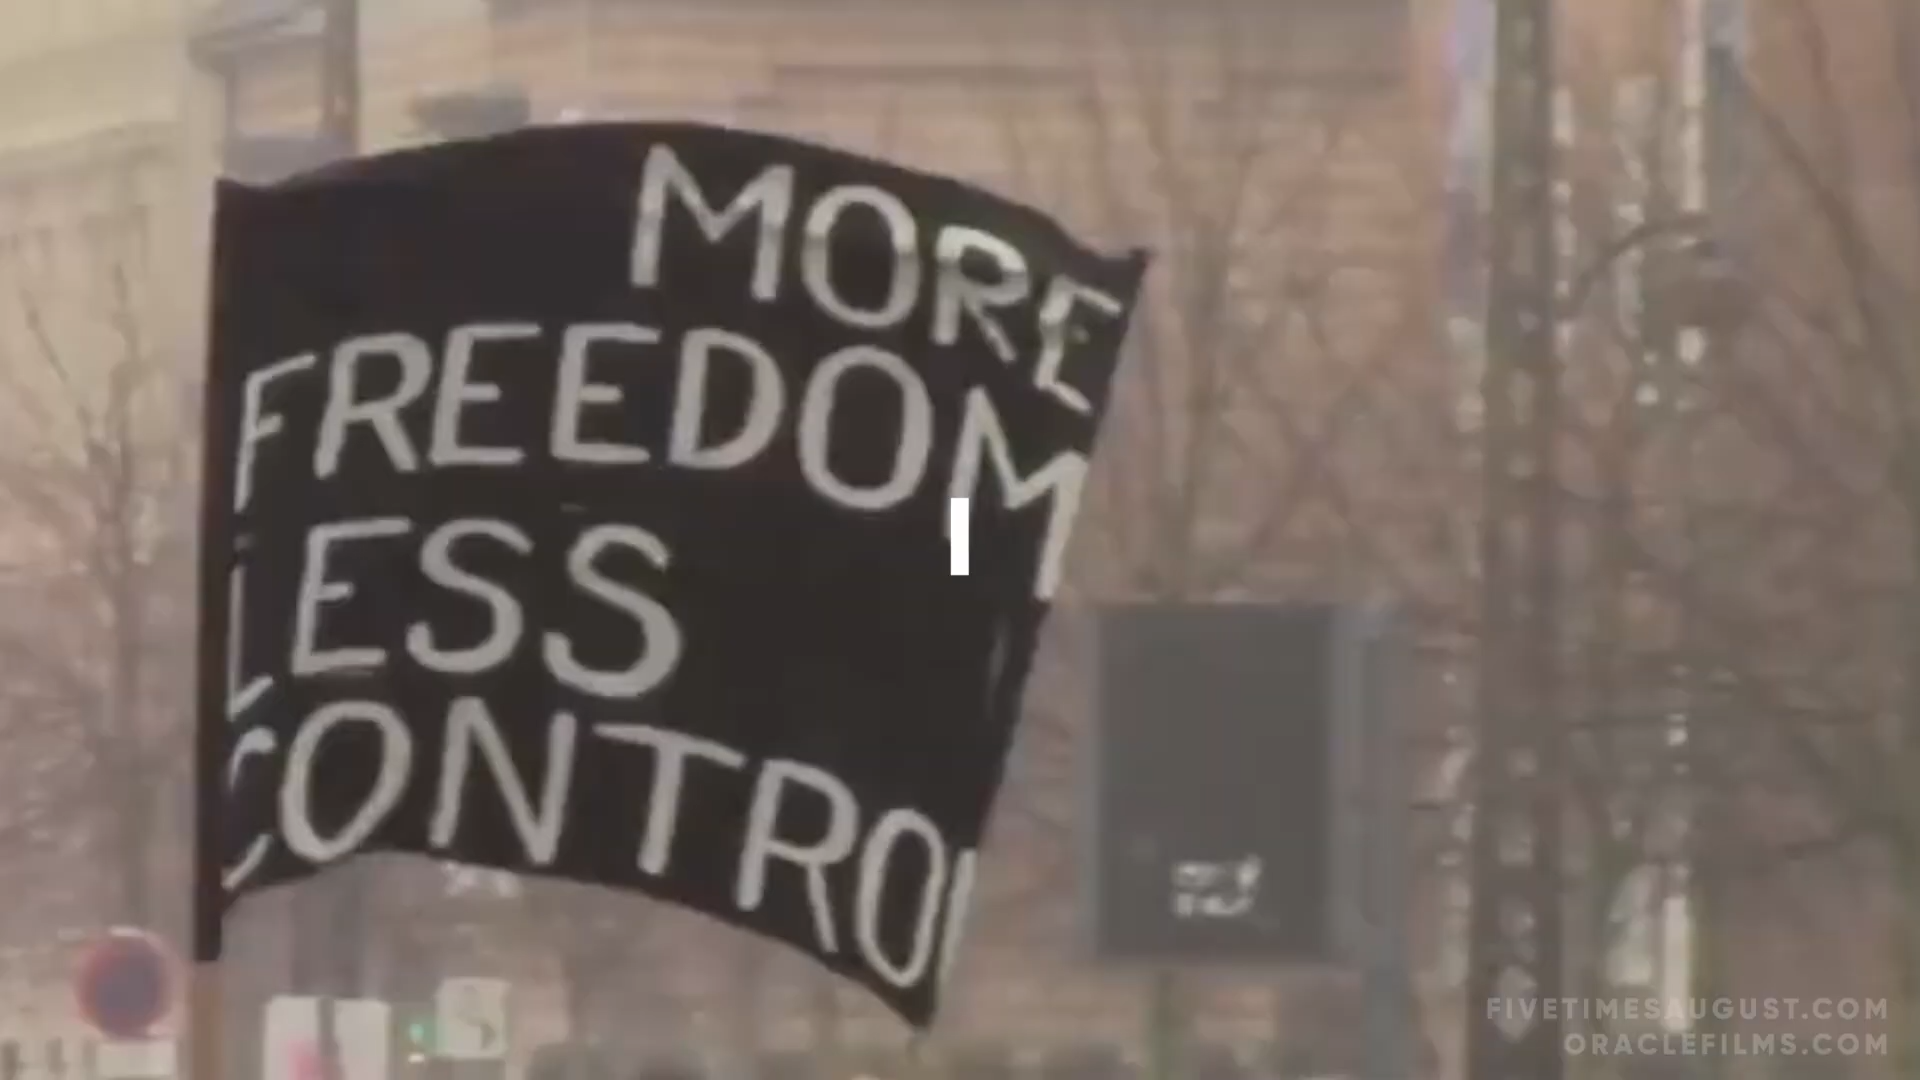 MORE
FREEDOM
LESS
CONTROL
I
FIVETIMESAUGUST.COM
ORACLEFILMS.COM